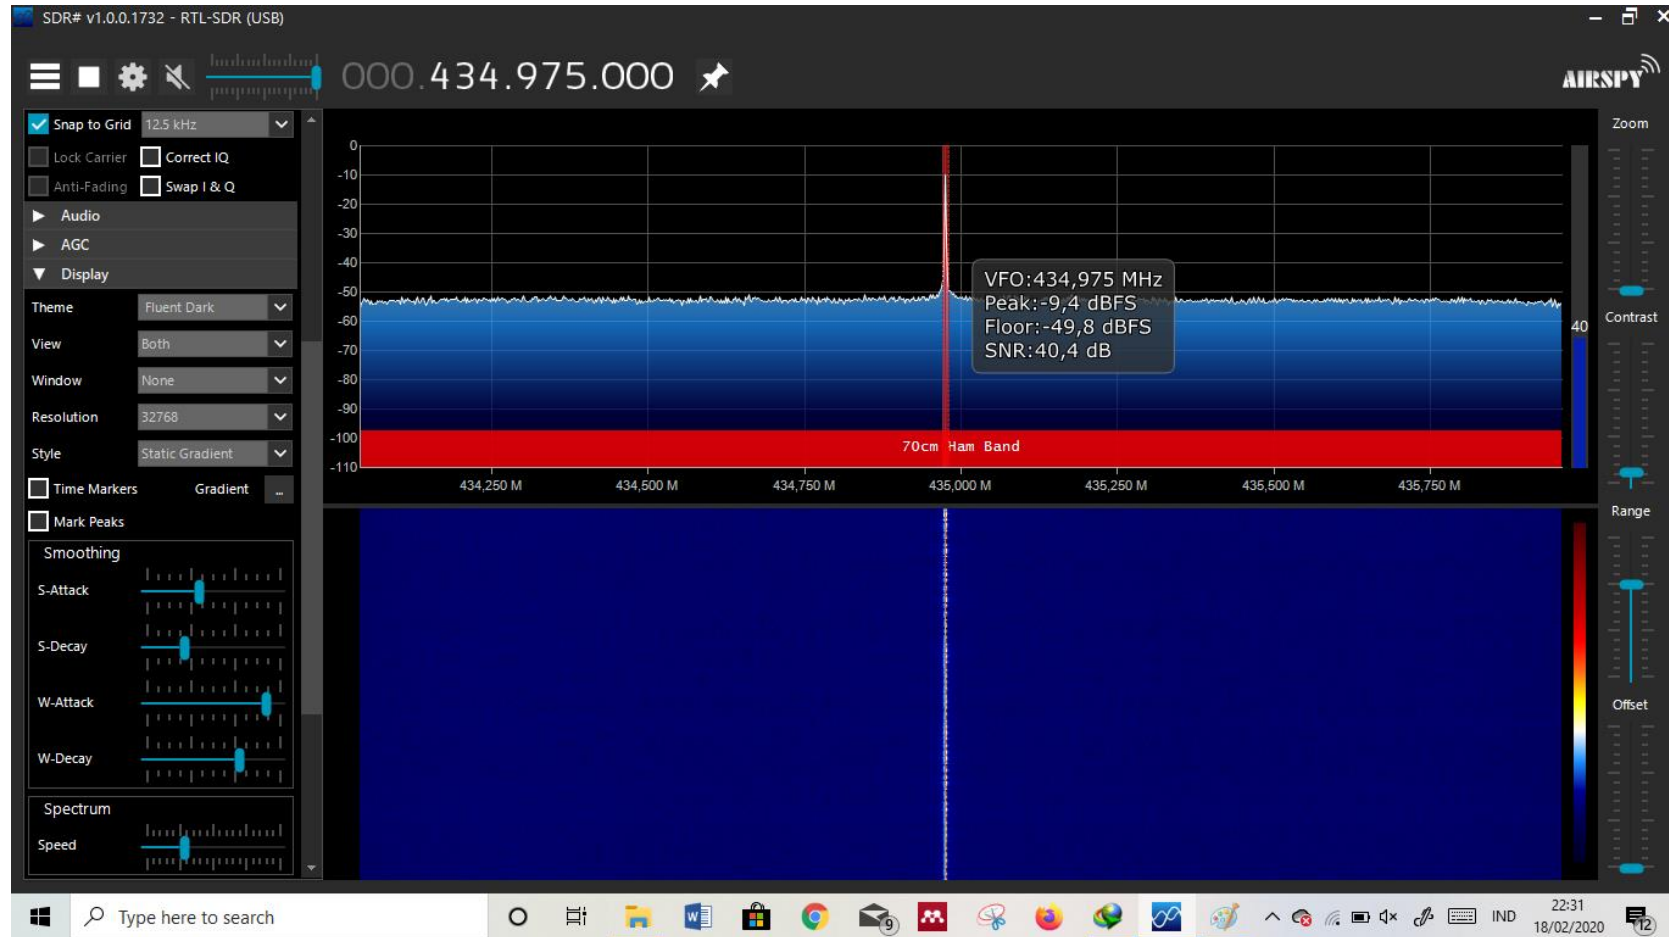 SDR# v1.0.0.1732 - RTL-SDR (USB)
000.434.975.000
AIRSPY
Snap to Grid 12.5 kHz
Lock Carrier Correct IQ
Anti-Fading Swap I & Q
Audio
AGC
Display
Theme Fluent Dark
View Both
Window None
Resolution 32768
Style Static Gradient
Time Markers Gradient ...
Mark Peaks
Smoothing
S-Attack
S-Decay
W-Attack
W-Decay
Spectrum
Speed
0
-10
-20
-30
-40
-50
-60
-70
-80
-90
-100
-110
VFO:434,975 MHz
Peak:-9,4 dBFS
Floor:-49,8 dBFS
SNR:40,4 dB
70cm Ham Band
434,250 M 434,500 M 434,750 M 435,000 M 435,250 M 435,500 M 435,750 M
40
Zoom
Contrast
Range
Offset
Type here to search
9
IND
22:31
18/02/2020
12